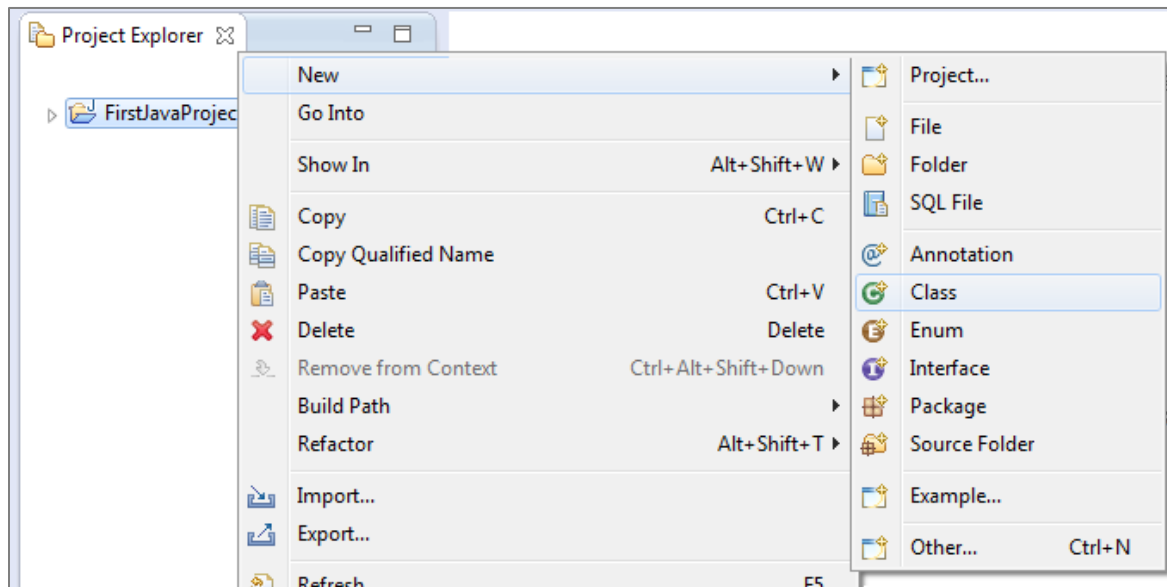 Project Explorer
FirstJavaProjec
New
Go Into
Show In Alt+Shift+W
Copy Ctrl+C
Copy Qualified Name
Paste Ctrl+V
Delete Delete
Remove from Context Ctrl+Alt+Shift+Down
Build Path
Refactor Alt+Shift+T
Import...
Export...
Refresh F5
Project...
File
Folder
SQL File
Annotation
Class
Enum
Interface
Package
Source Folder
Example...
Other... Ctrl+N